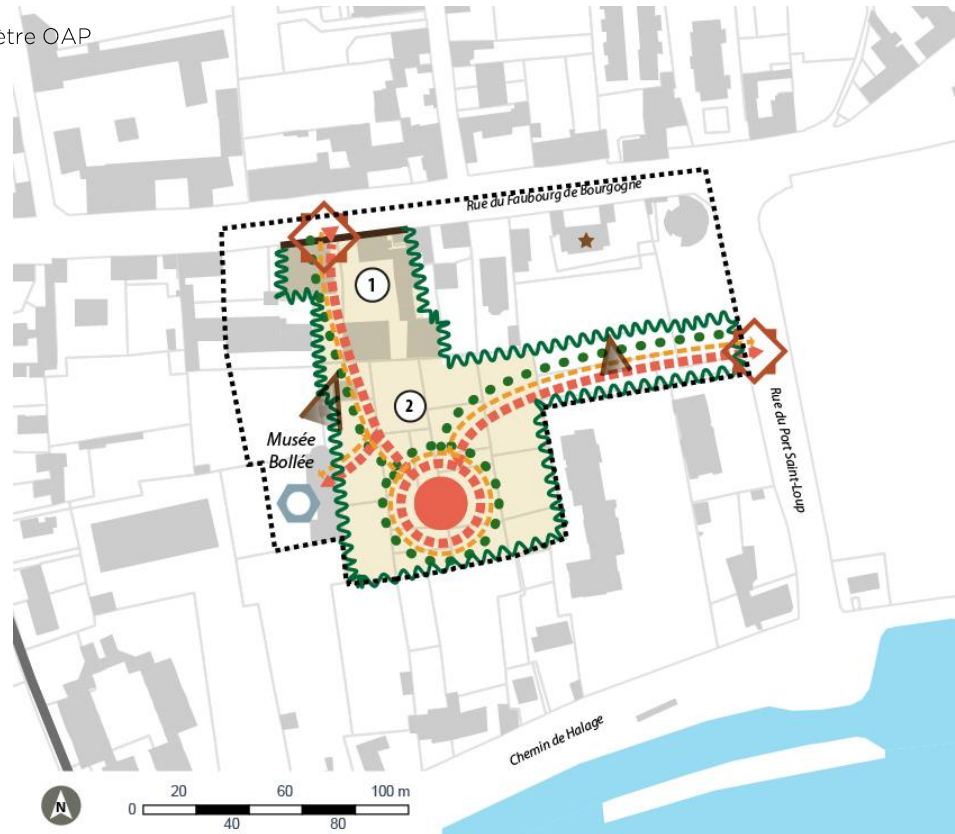 ètre OAP
Rue du Faubourg de Bourgogne
1
2
Musée
Bollée
Rue du Port Saint-Loup
Chemin de Halage
N
0 20 60 100 m
40 80